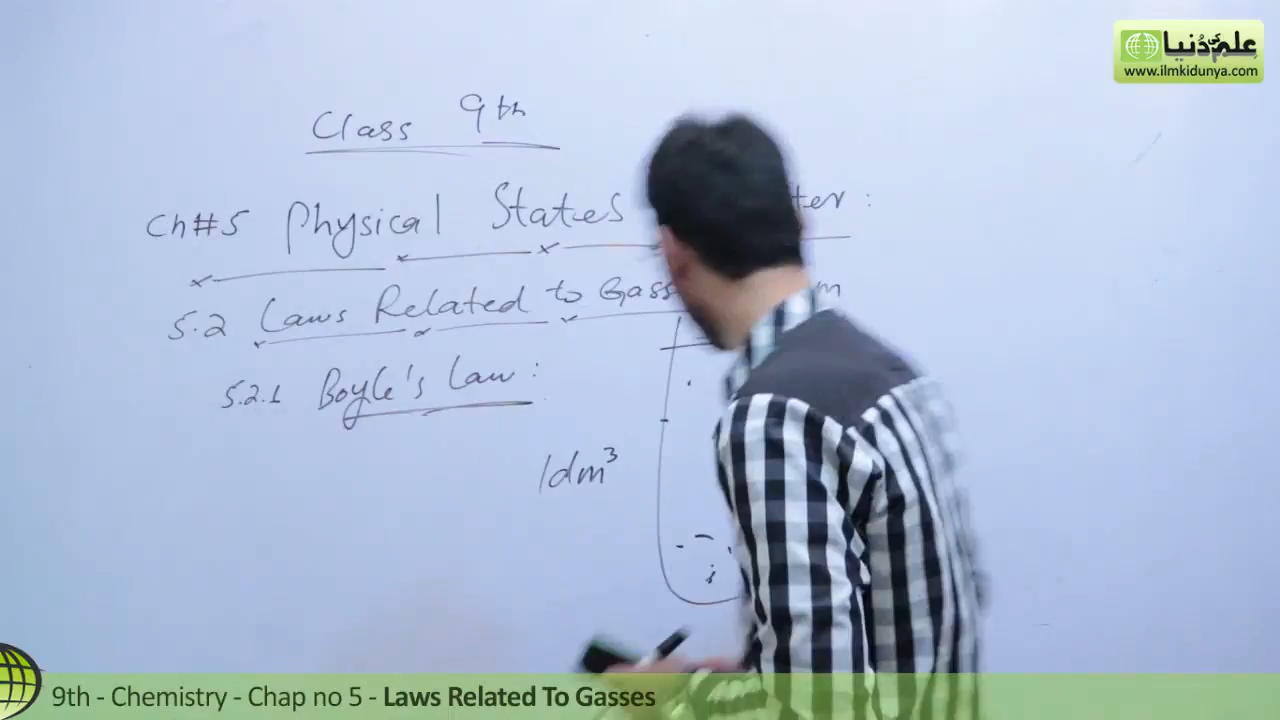 علم کی دنیا
www.ilmkidunya.com
Class 9th
Ch#5 Physical States
5.2 Laws Related to Gass
5.2.1 Boyle's Law:
1dm³
9th - Chemistry - Chap no 5 - Laws Related To Gasses